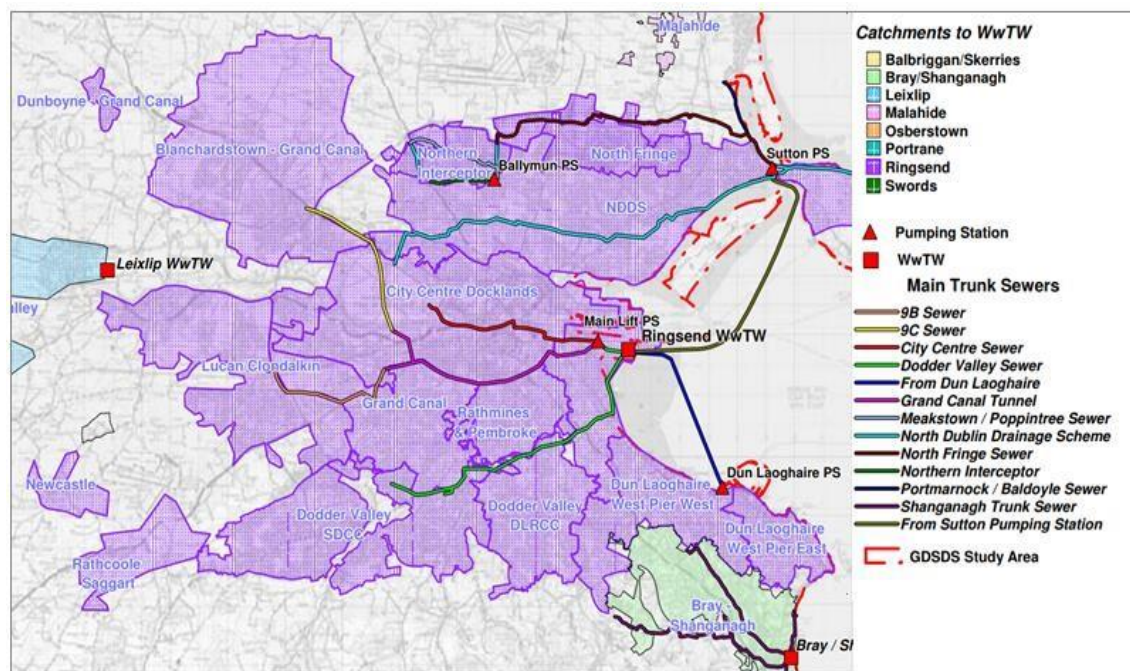 Malahide
Dunboyne - Grand Canal
Blanchardstown - Grand Canal
Northern
Interceptor
Ballymun PS
North Fringe
Sutton PS
NDDS
Leixlip WwTW
alley
City Centre Docklands
Main Lift PS
Ringsend WwTW
Lucan Clondalkin
Grand Canal
Rathmines
& Pembroke
Newcastle
Dun Laoghaire PS
Dun Laoghaire
West Pier West
Dodder Valley
SDCC
Dodder Valley
DLRCC
Dun Laoghaire
West Pier East
Rathcoole
Saggart
Bray -
Shanganagh
Bray / Sh
Catchments to WwTW
Balbriggan/Skerries
Bray/Shanganagh
Leixlip
Malahide
Osberstown
Portrane
Ringsend
Swords
Pumping Station
WwTW
Main Trunk Sewers
9B Sewer
9C Sewer
City Centre Sewer
Dodder Valley Sewer
From Dun Laoghaire
Grand Canal Tunnel
Meakstown / Poppintree Sewer
North Dublin Drainage Scheme
North Fringe Sewer
Northern Interceptor
Portmarnock / Baldoyle Sewer
Shanganagh Trunk Sewer
From Sutton Pumping Station
GDSDS Study Area